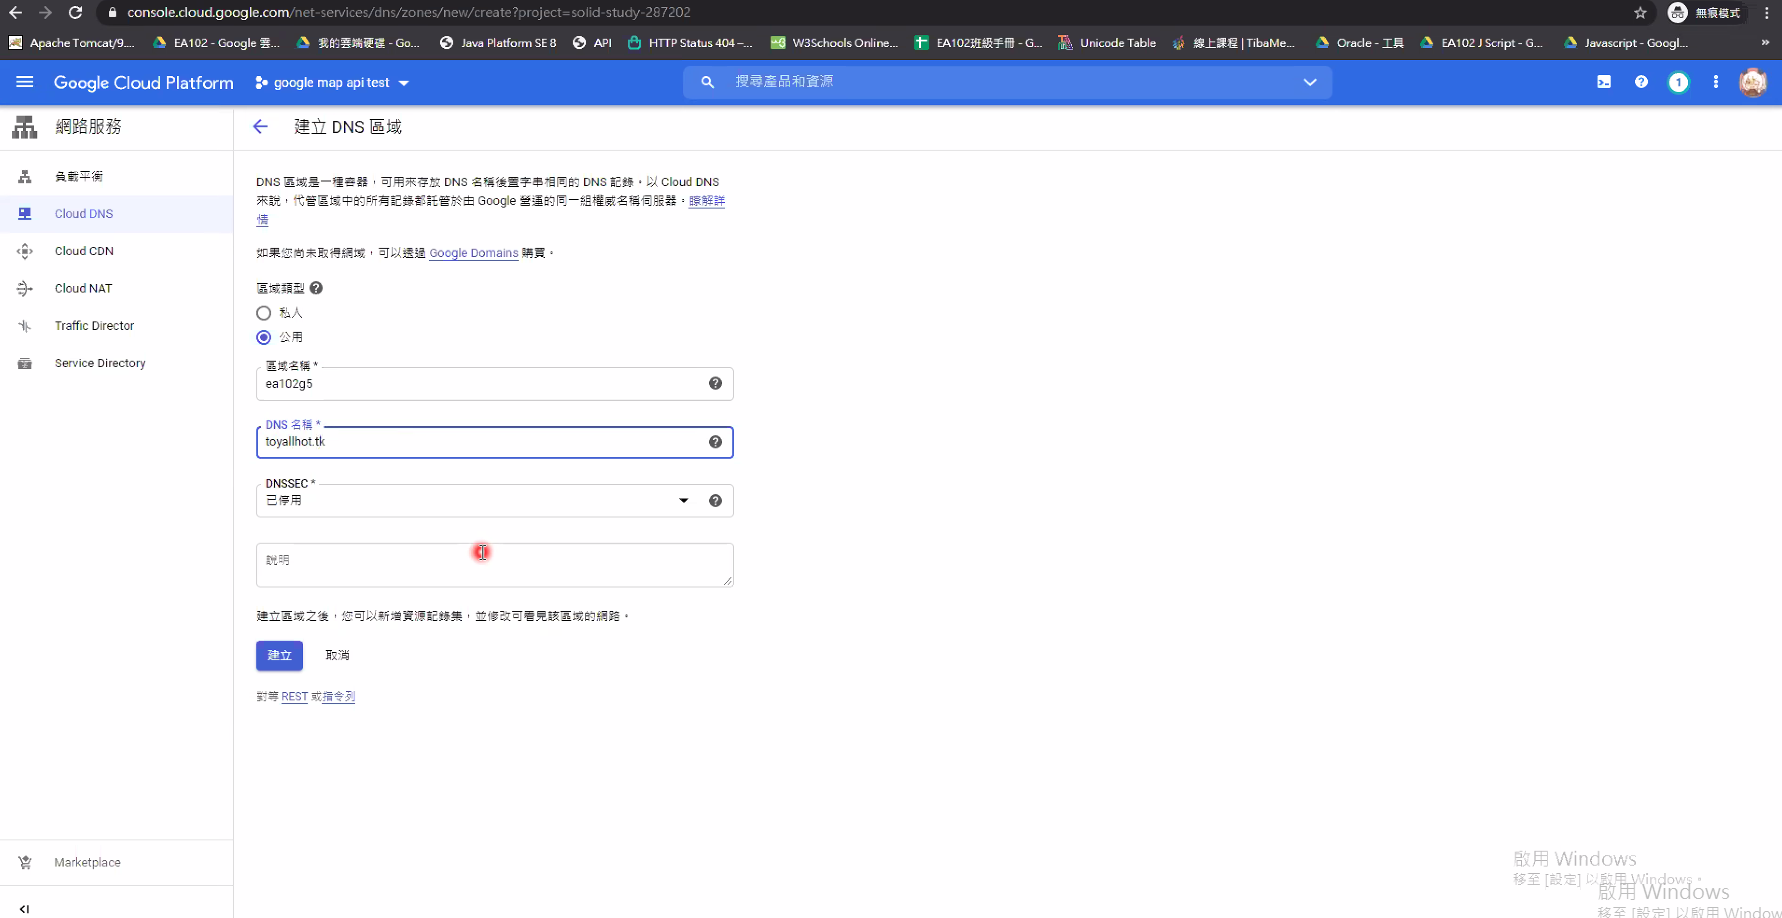 console.cloud.google.com/net-services/dns/zones/new/create?project=solid-study-287202
無痕模式
Apache Tomcat/9....
EA102 - Google 雲...
我的雲端硬碟 - Go...
Java Platform SE 8
API
HTTP Status 404 –...
W3Schools Online...
EA102班級手冊 - G...
Unicode Table
線上課程 | TibaMe...
Oracle - 工具
EA102 J Script - G...
Javascript - Googl...
»
Google Cloud Platform
google map api test
搜尋產品和資源
1
網路服務
建立 DNS 區域
負載平衡
Cloud DNS
Cloud CDN
Cloud NAT
Traffic Director
Service Directory
DNS 區域是一種容器，可用來存放 DNS 名稱後置字串相同的 DNS 記錄。以 Cloud DNS
來說，代管區域中的所有記錄都託管於由 Google 營運的同一組權威名稱伺服器。瞭解詳
情
如果您尚未取得網域，可以透過 Google Domains 購買。
區域類型
私人
公用
區域名稱 *
ea102g5
DNS 名稱 *
toyallhot.tk
DNSSEC *
已停用
說明
建立區域之後，您可以新增資源記錄集，並修改可看見該區域的網路。
建立 取消
對等 REST 或指令列
Marketplace
啟用 Windows
移至 [設定] 以啟用 Windows。
啟用 Windows
移至 [設定] 以啟用 Window